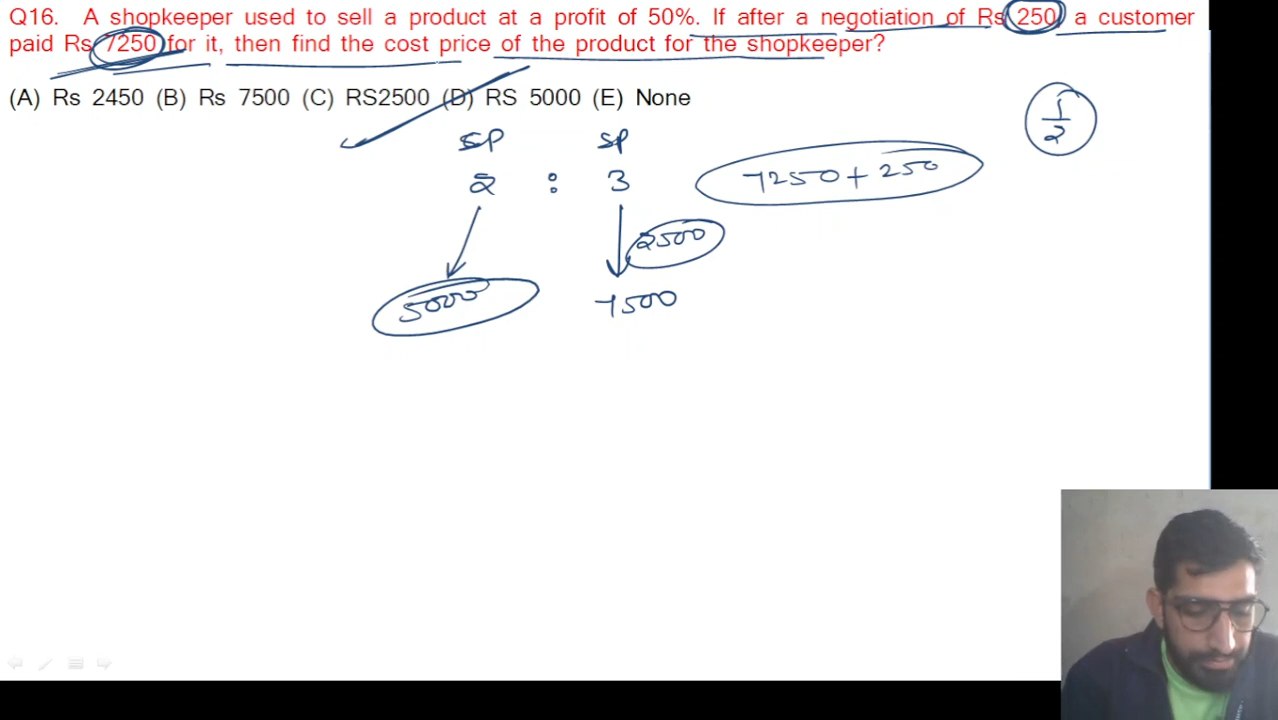 Q16. A shopkeeper used to sell a product at a profit of 50%. If after a negotiation of Rs 250 a customer
paid Rs 7250 for it, then find the cost price of the product for the shopkeeper?
(A) Rs 2450 (B) Rs 7500 (C) RS2500 (D) RS 5000 (E) None
1/2
CP SP
2 : 3 7250 + 250
2500
5000 7500